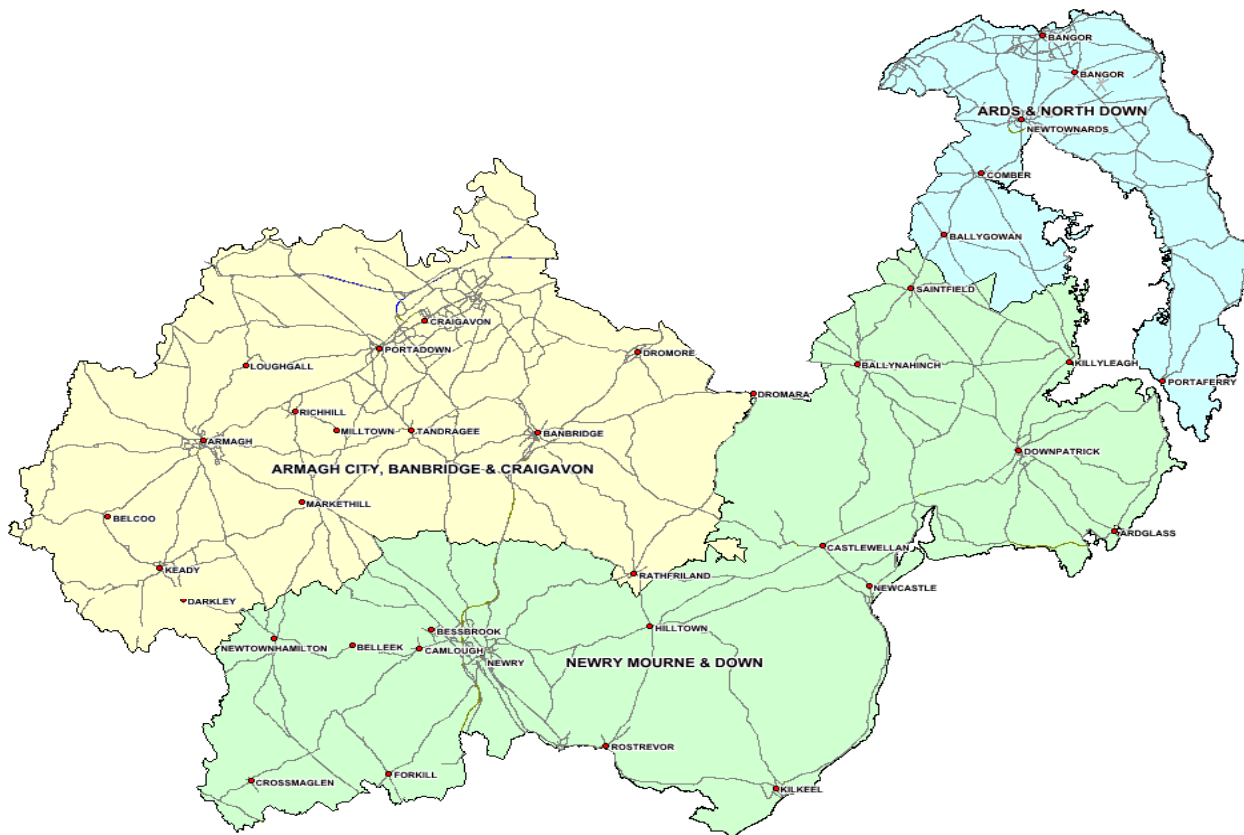 BANGOR
BANGOR
ARDS & NORTH DOWN
NEWTOWNARDS
COMBER
BALLYGOWAN
SAINTFIELD
CRAIGAVON
PORTADOWN
DROMORE
LOUGHGALL
BALLYNAHINCH
KILLYLEAGH
PORTAFERRY
DROMARA
RICHHILL
MILLTOWN
TANDRAGEE
BANBRIDGE
ARMAGH
DOWNPATRICK
ARMAGH CITY, BANBRIDGE & CRAIGAVON
MARKETHILL
BELCOO
ARDGLASS
CASTLEWELLAN
KEADY
RATHFRILAND
NEWCASTLE
DARKLEY
HILLTOWN
BESSBROOK
NEWTOWNHAMILTON
BELLEEK
CAMLOUGH
NEWRY
NEWRY MOURNE & DOWN
ROSTREVOR
FORKILL
CROSSMAGLEN
KILKEEL